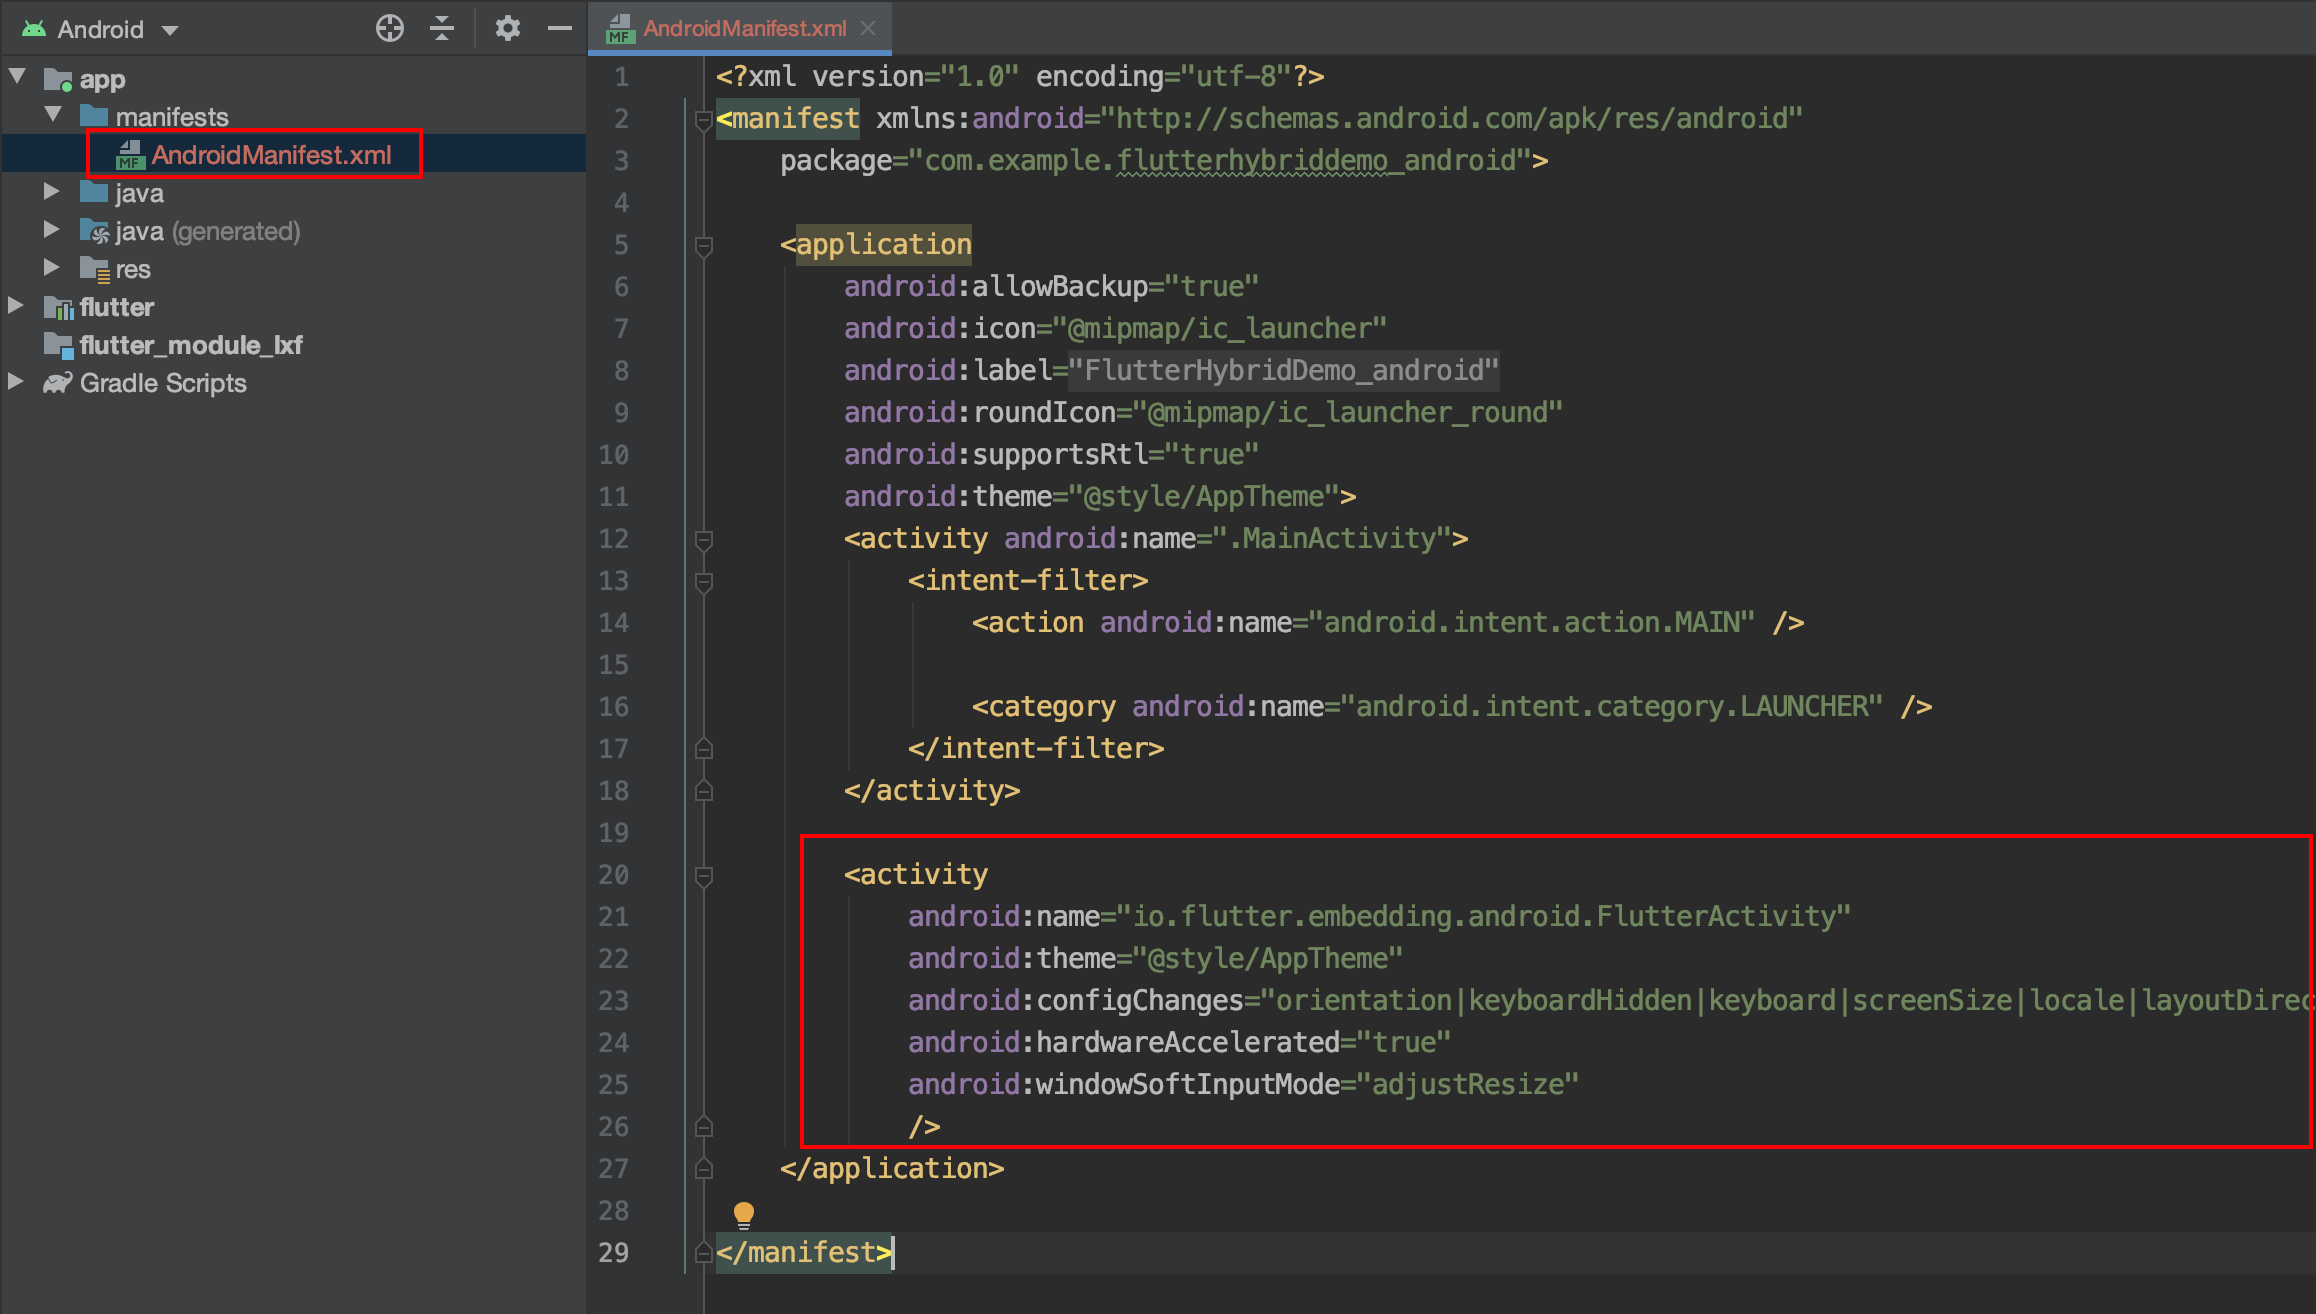 Android
app
manifests
MF AndroidManifest.xml
java
java (generated)
res
flutter
flutter_module_lxf
Gradle Scripts
MF AndroidManifest.xml
1 <?xml version="1.0" encoding="utf-8"?>
2 <manifest xmlns:android="http://schemas.android.com/apk/res/android"
3     package="com.example.flutterhybriddemo_android">
4
5     <application
6         android:allowBackup="true"
7         android:icon="@mipmap/ic_launcher"
8         android:label="FlutterHybridDemo_android"
9         android:roundIcon="@mipmap/ic_launcher_round"
10         android:supportsRtl="true"
11         android:theme="@style/AppTheme">
12         <activity android:name=".MainActivity">
13             <intent-filter>
14                 <action android:name="android.intent.action.MAIN" />
15
16                 <category android:name="android.intent.category.LAUNCHER" />
17             </intent-filter>
18         </activity>
19
20         <activity
21             android:name="io.flutter.embedding.android.FlutterActivity"
22             android:theme="@style/AppTheme"
23             android:configChanges="orientation|keyboardHidden|keyboard|screenSize|locale|layoutDirec
24             android:hardwareAccelerated="true"
25             android:windowSoftInputMode="adjustResize"
26             />
27     </application>
28
29 </manifest>